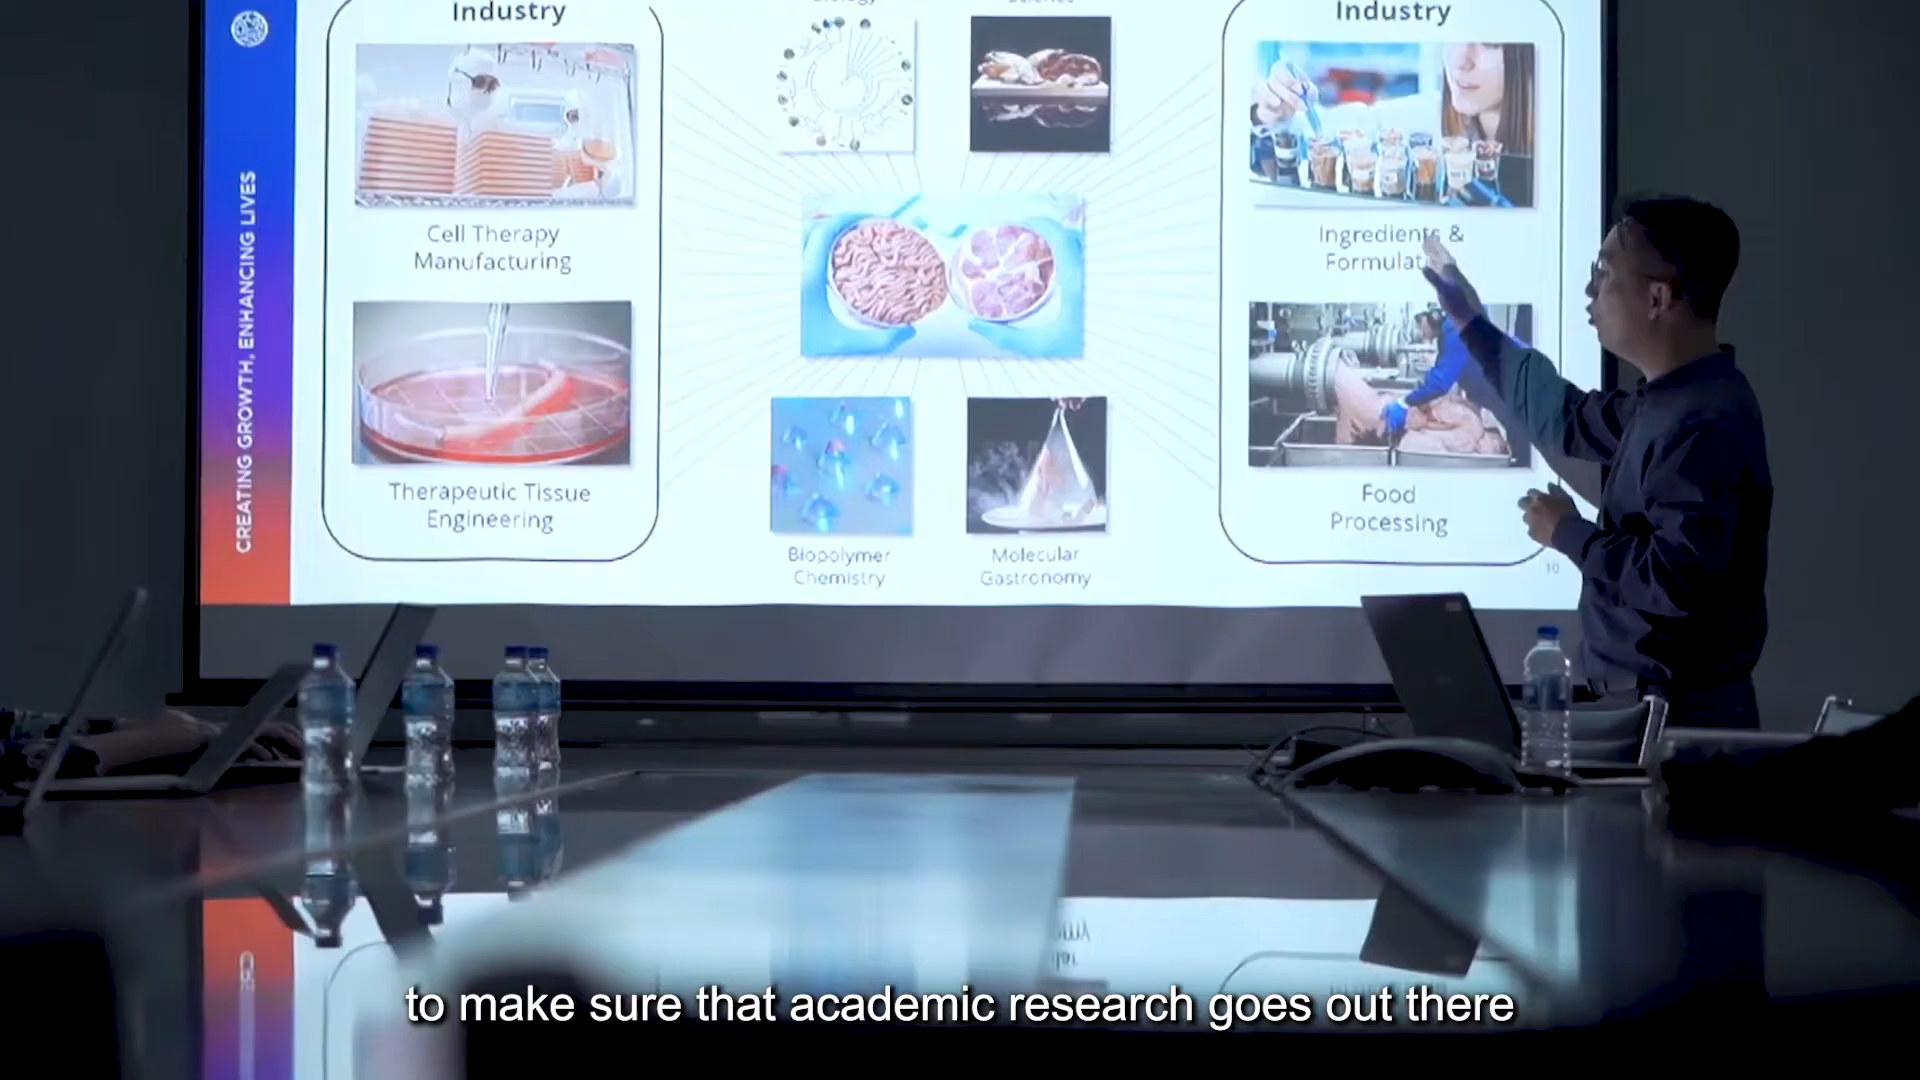 Industry
Industry
CREATING GROWTH, ENHANCING LIVES
Cell Therapy
Manufacturing
Ingredients &
Therapeutic Tissue
Engineering
Food
Processing
Biopolymer
Chemistry
Molecular
Gastronomy
10
to make sure that academic research goes out there